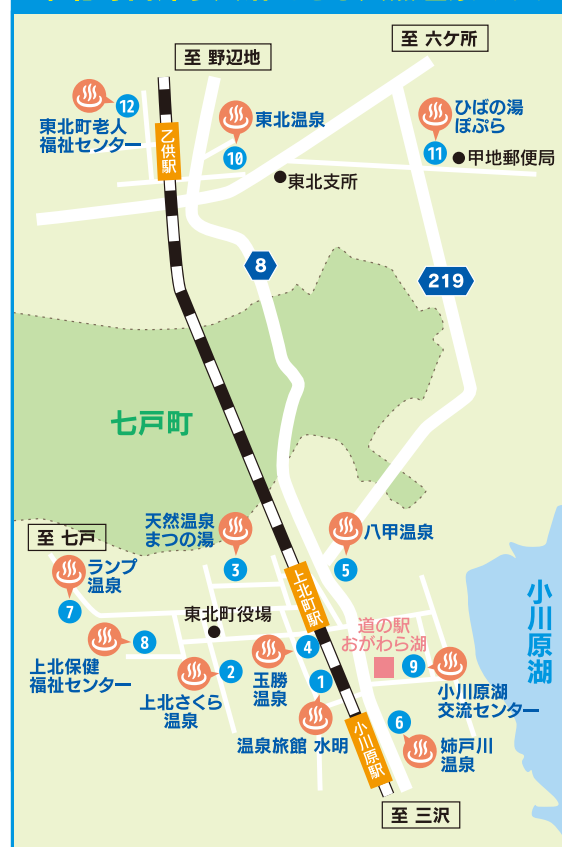 至 六ケ所
至 野辺地
12
東北町老人
福祉センター
乙供駅
東北温泉
10
東北支所
ひばの湯
ぽぷら
11
甲地郵便局
8
219
七戸町
天然温泉
まつの湯
3
八甲温泉
5
至 七戸
ランプ
温泉
7
上北町駅
小川原湖
東北町役場
道の駅
おがわら湖
8
上北保健
福祉センター
2
上北さくら
温泉
4
玉勝
温泉
1
温泉旅館 水明
9
小川原湖
交流センター
小川原駅
6
姉戸川
温泉
至 三沢